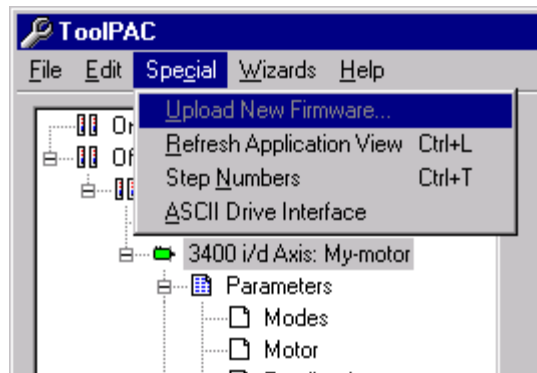 ToolPAC
File Edit Special Wizards Help
Upload New Firmware...
Refresh Application View Ctrl+L
Step Numbers Ctrl+T
ASCII Drive Interface
3400 i/d Axis: My-motor
Parameters
Modes
Motor